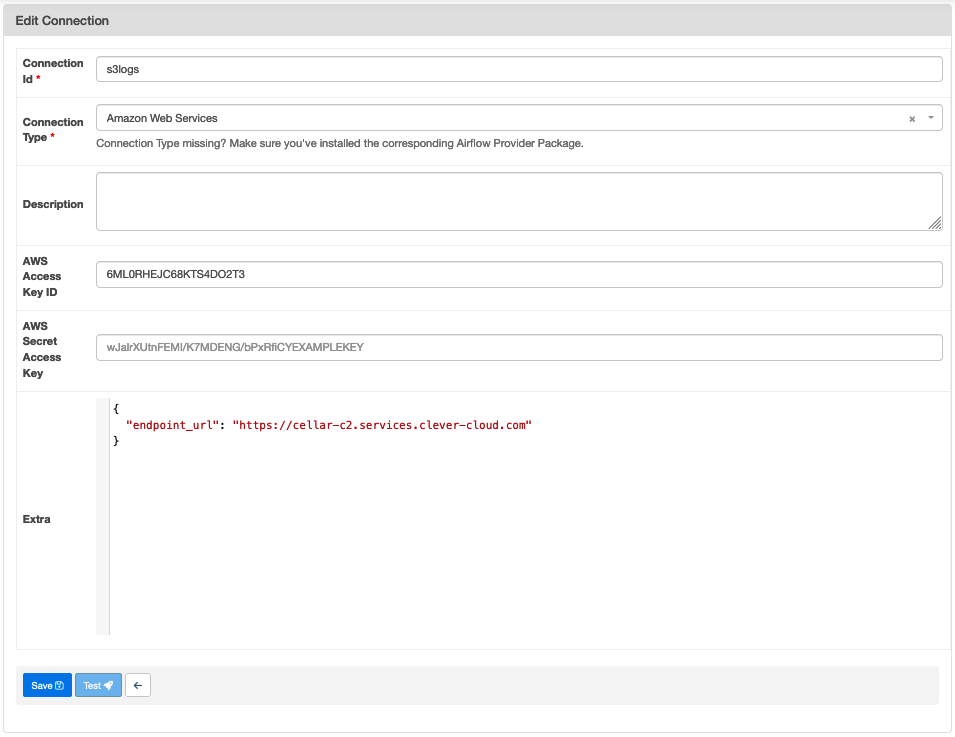 Edit Connection
Connection
Id *
s3logs
Connection
Type *
Amazon Web Services
×
Connection Type missing? Make sure you've installed the corresponding Airflow Provider Package.
Description
AWS
Access
Key ID
6ML0RHEJC68KTS4DO2T3
AWS
Secret
Access
Key
wJalrXUtnFEMI/K7MDENG/bPxRfiCYEXAMPLEKEY
Extra
{
"endpoint_url": "https://cellar-c2.services.clever-cloud.com"
}
Save
Test